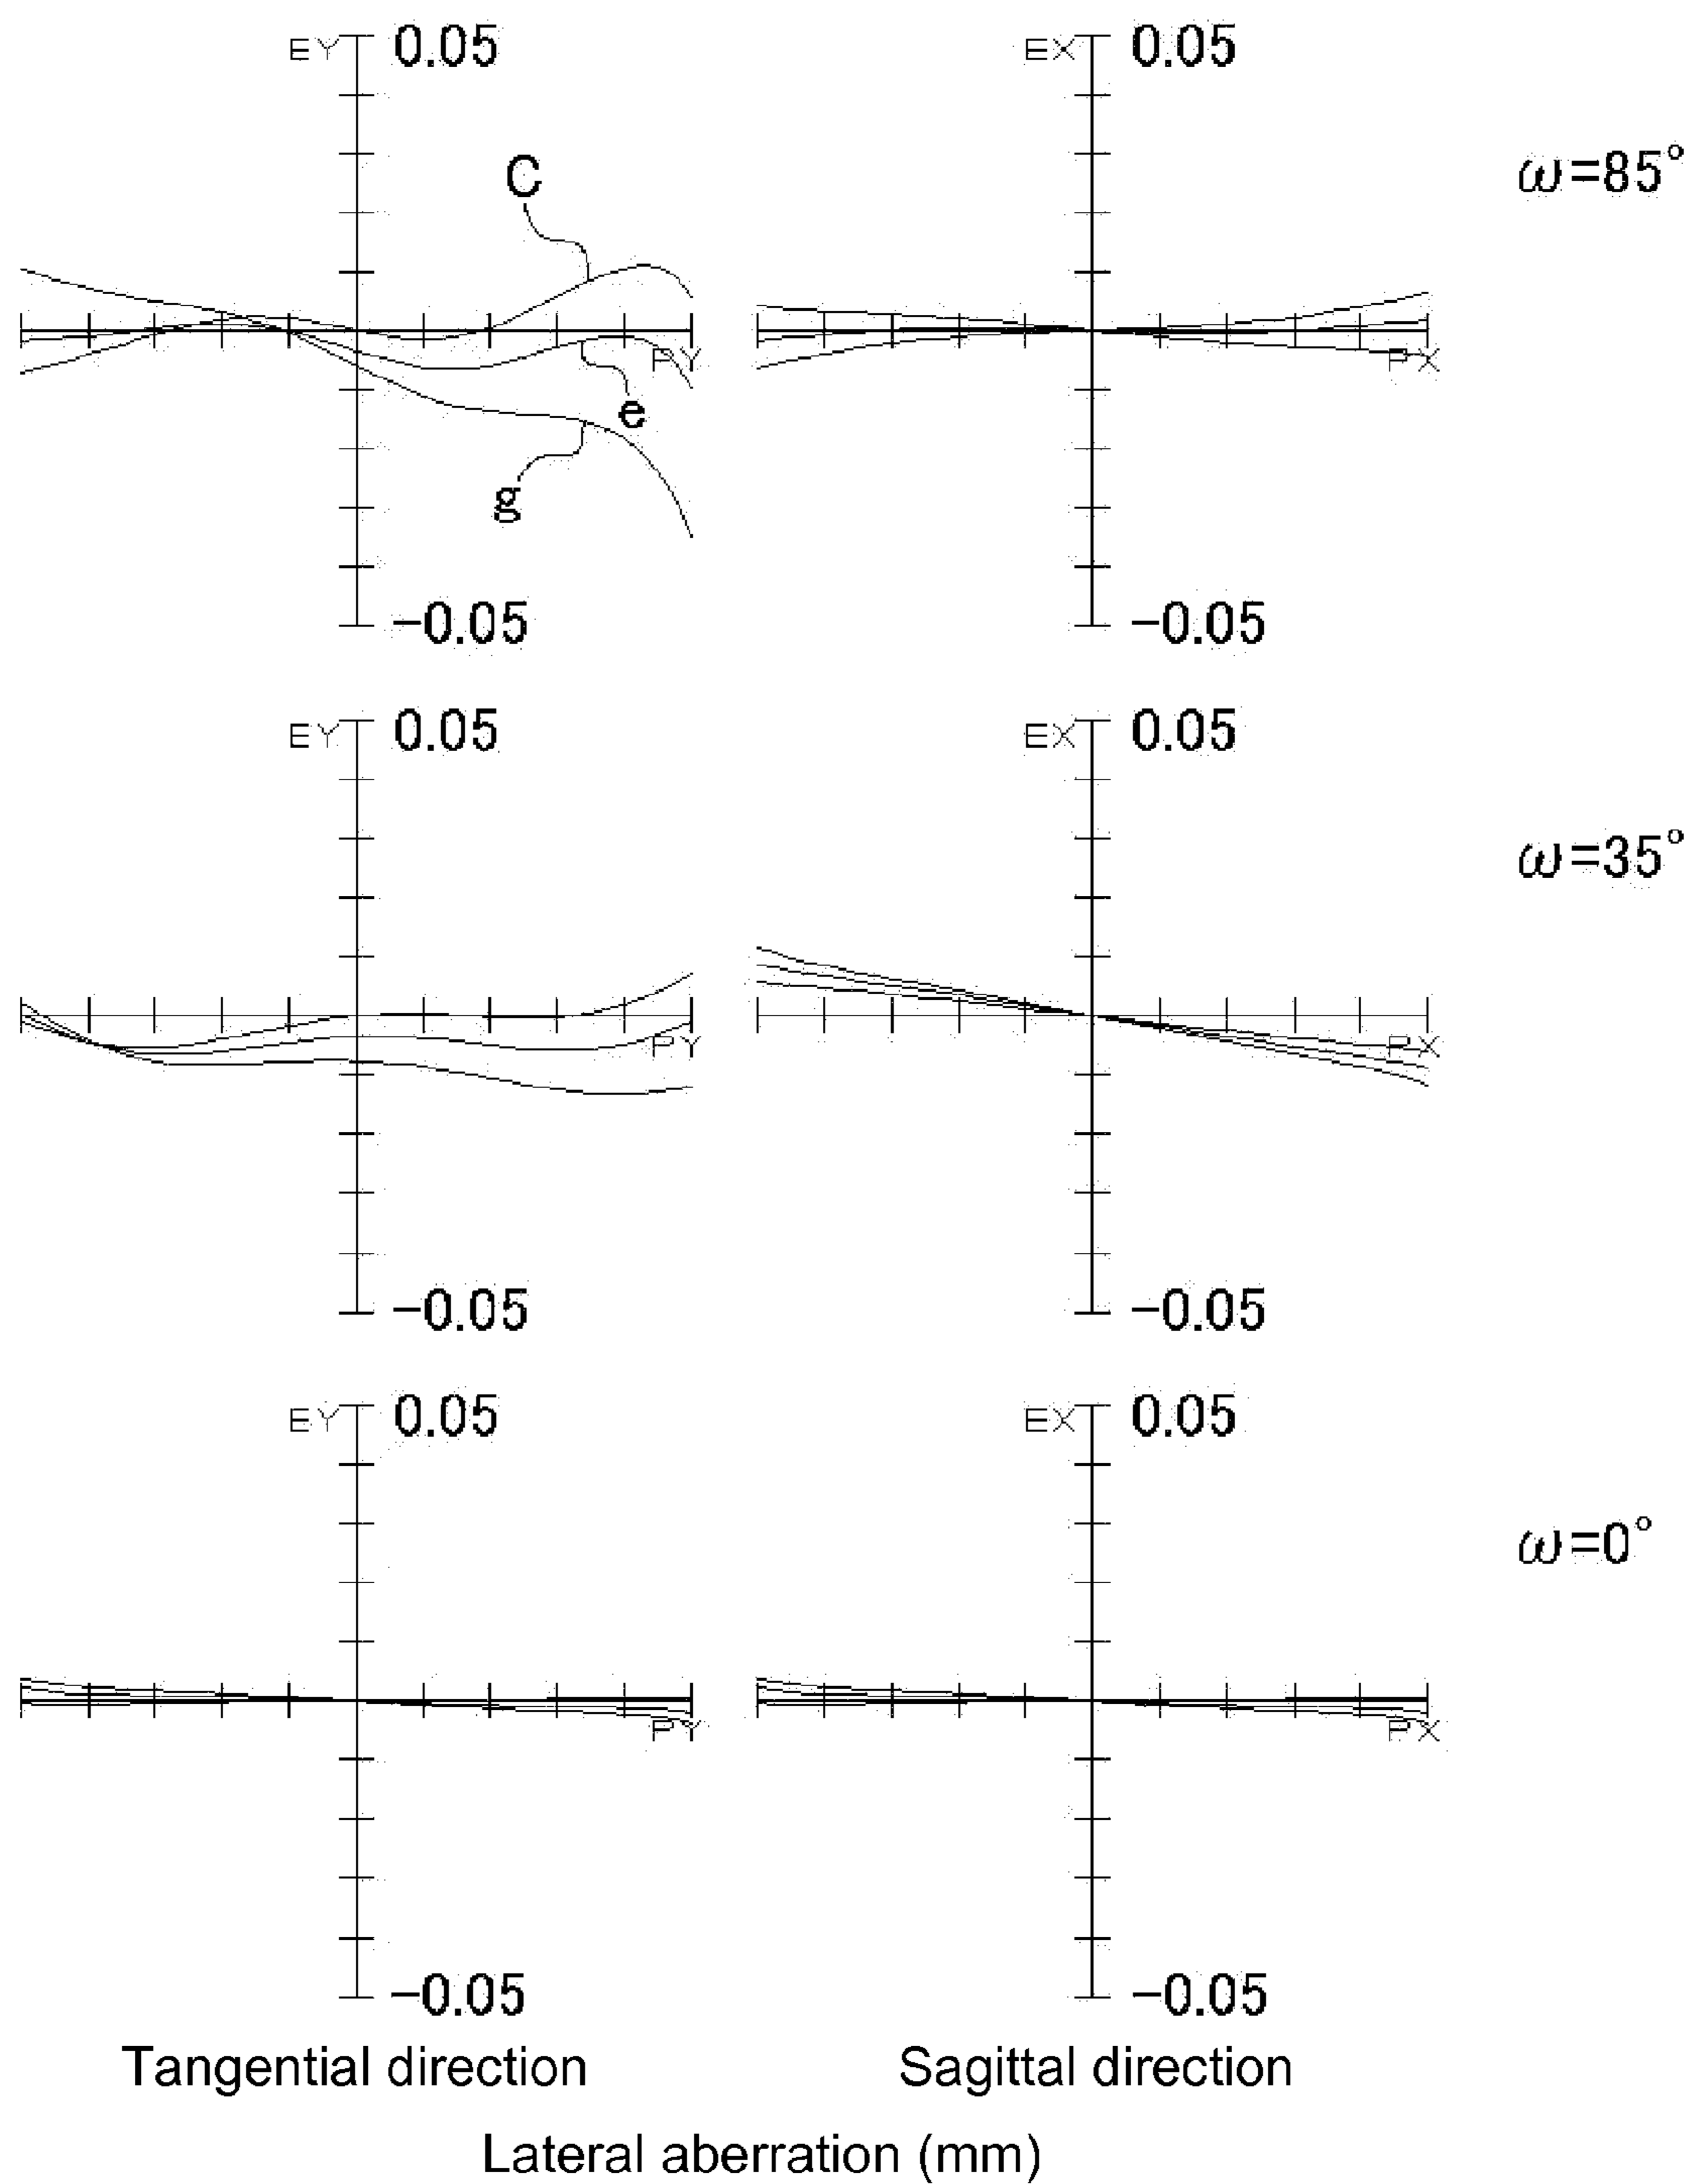 EY 0.05 EX 0.05
ω=85°
C
PY PX
e
g
−0.05 −0.05
EY 0.05 EX 0.05
ω=35°
PY PX
−0.05 −0.05
EY 0.05 EX 0.05
ω=0°
PY PX
−0.05 −0.05
Tangential direction Sagittal direction
Lateral aberration (mm)